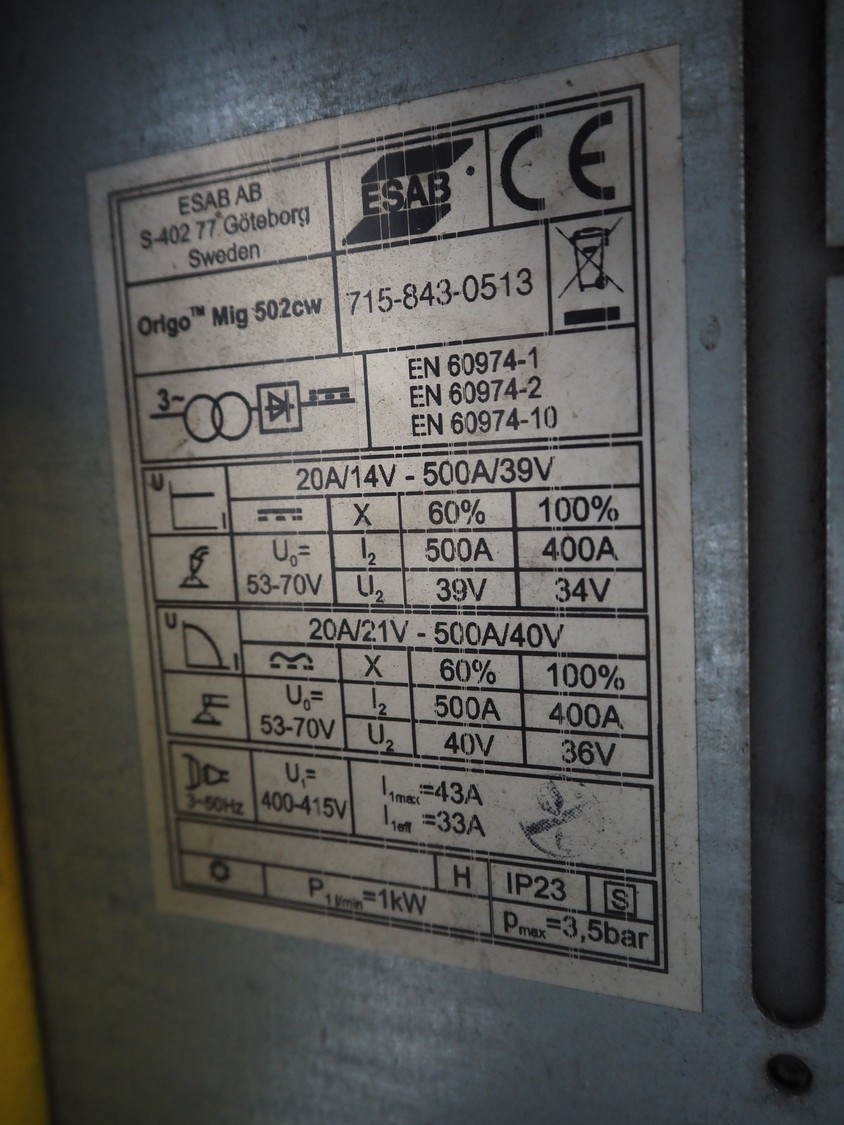 ESAB AB
S-402 77 Göteborg
Sweden
ESAB
CE
Origo™ Mig 502cw
715-843-0513
3~
EN 60974-1
EN 60974-2
EN 60974-10
U
I
20A/14V - 500A/39V
X 60% 100%
U₀=
53-70V
I₂ 500A 400A
U₂ 39V 34V
U
I
20A/21V - 500A/40V
X 60% 100%
U₀=
53-70V
I₂ 500A 400A
U₂ 40V 36V
3~50Hz
U₁=
400-415V
I₁max=43A
I₁eff=33A
P₁ l/min=1kW
H
IP23
S
pmax=3,5bar